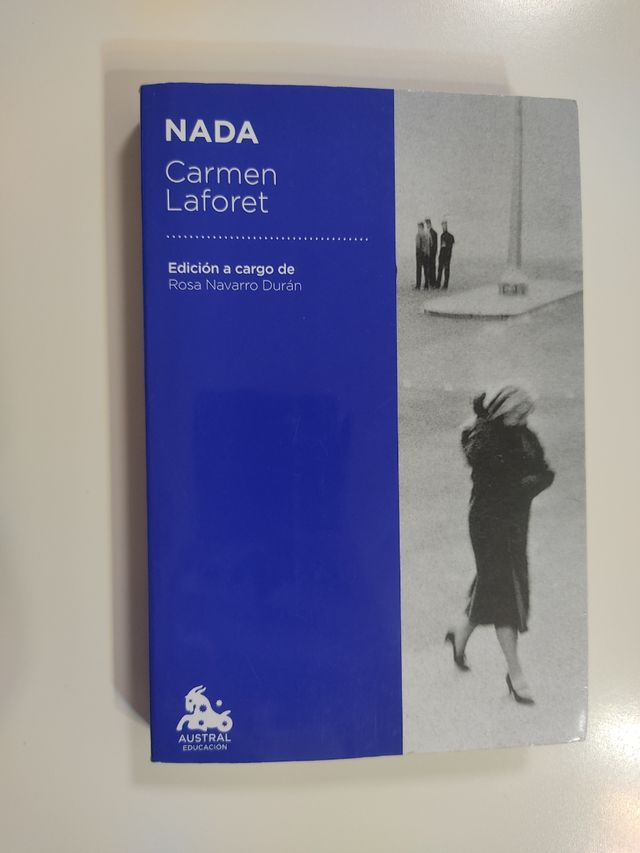 NADA
Carmen
Laforet
Edición a cargo de
Rosa Navarro Durán
AUSTRAL
EDUCACIÓN